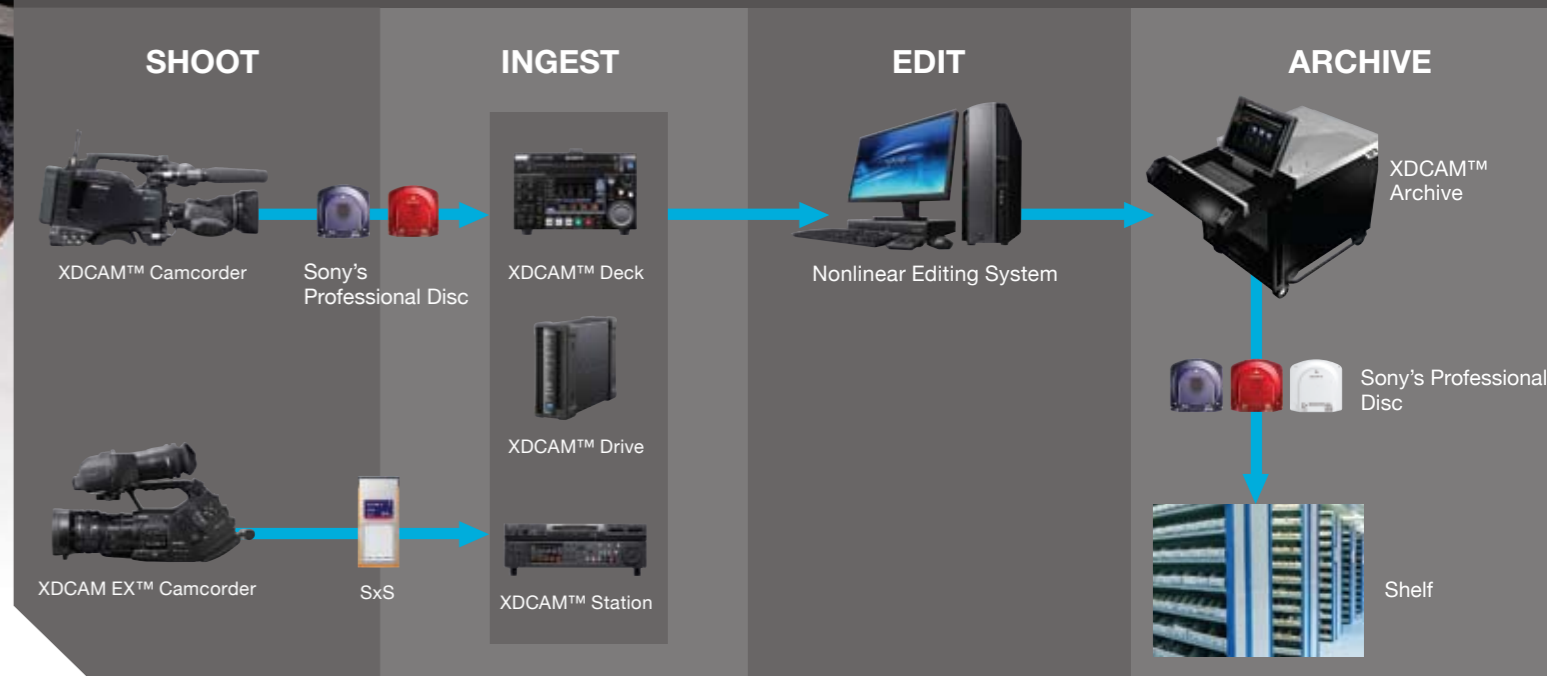 SHOOT
INGEST
EDIT
ARCHIVE
XDCAM™ Camcorder
Sony's
Professional Disc
XDCAM™ Deck
Nonlinear Editing System
XDCAM™
Archive
XDCAM™ Drive
Sony's Professional
Disc
XDCAM EX™ Camcorder
SxS
XDCAM™ Station
Shelf